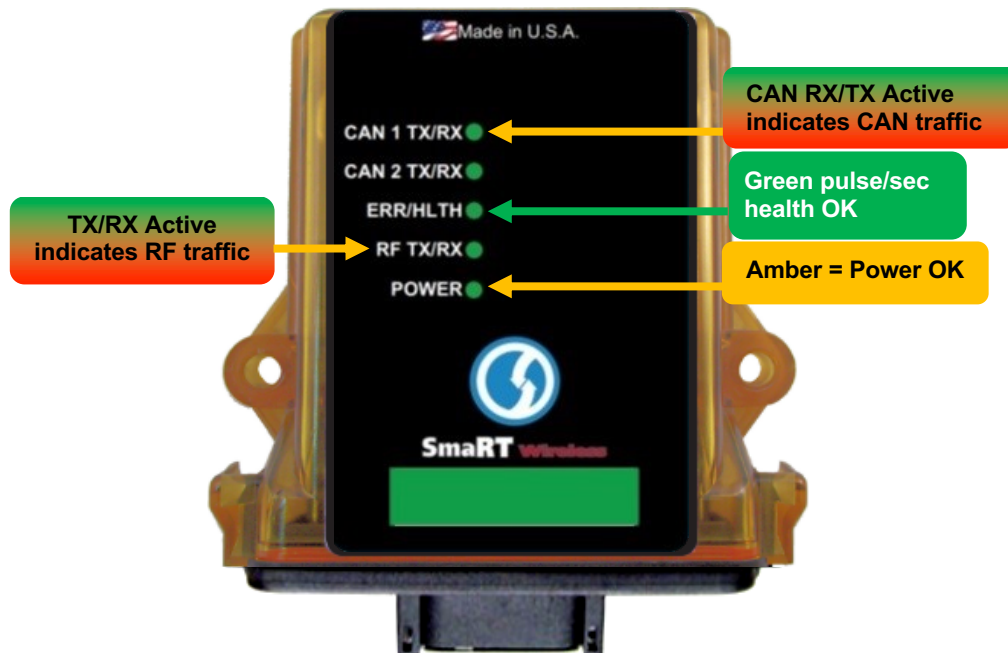 Made in U.S.A.
CAN RX/TX Active
indicates CAN traffic
CAN 1 TX/RX
CAN 2 TX/RX
Green pulse/sec
health OK
ERR/HLTH
TX/RX Active
indicates RF traffic
RF TX/RX
Amber = Power OK
POWER
SmaRT Wireless